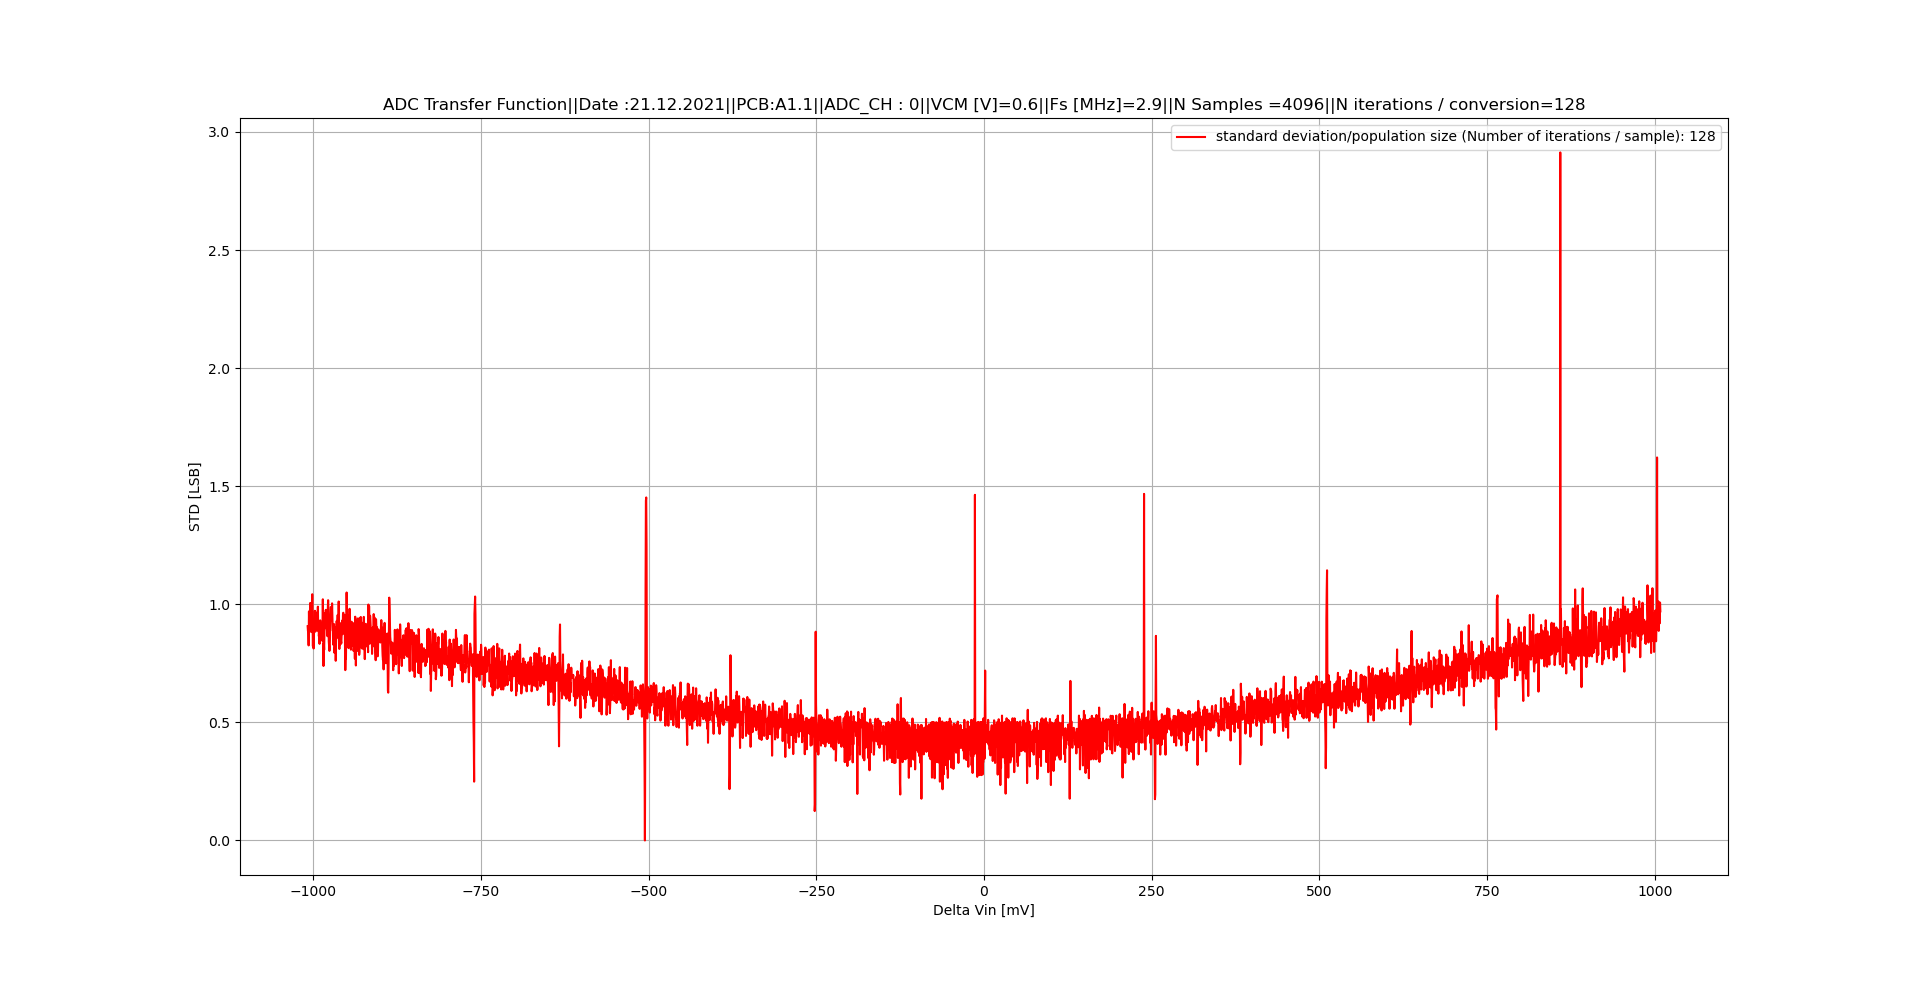 ADC Transfer Function||Date :21.12.2021||PCB:A1.1||ADC_CH : 0||VCM [V]=0.6||Fs [MHz]=2.9||N Samples =4096||N iterations / conversion=128
standard deviation/population size (Number of iterations / sample): 128
3.0
2.5
2.0
1.5
1.0
0.5
0.0
STD [LSB]
−1000 −750 −500 −250 0 250 500 750 1000
Delta Vin [mV]